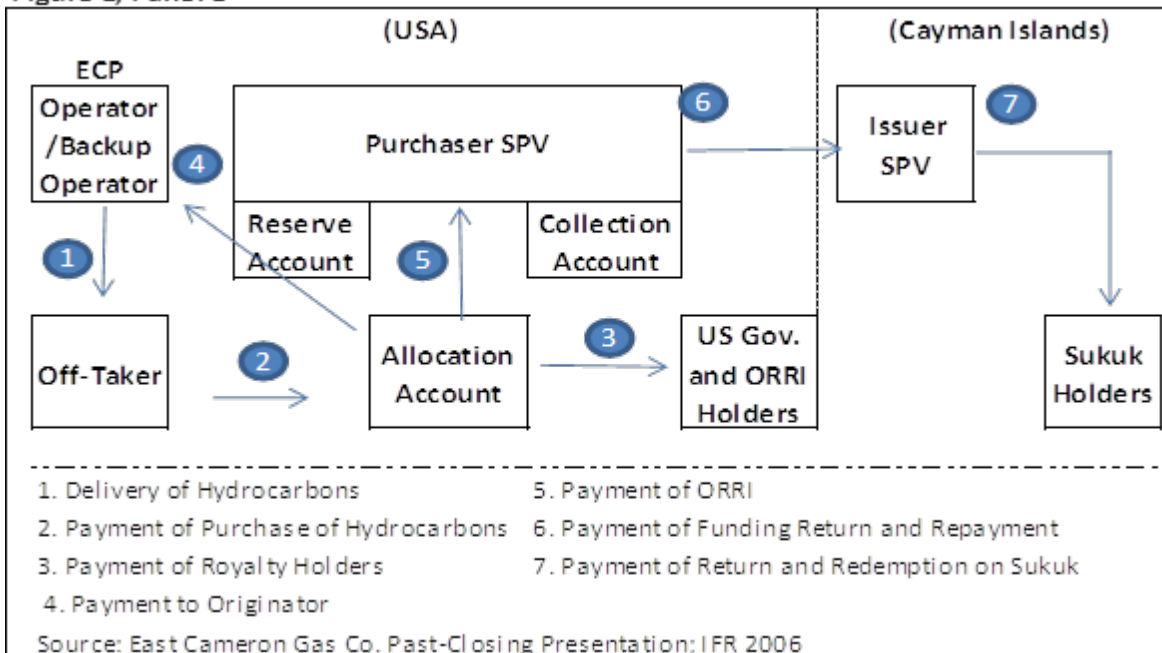 (USA)
(Cayman Islands)
ECP
Operator
/Backup
Operator
Purchaser SPV
Reserve
Account
Collection
Account
Issuer
SPV
Off-Taker
Allocation
Account
US Gov.
and ORRI
Holders
Sukuk
Holders
1
2
3
4
5
6
7
1. Delivery of Hydrocarbons
2. Payment of Purchase of Hydrocarbons
3. Payment of Royalty Holders
4. Payment to Originator
5. Payment of ORRI
6. Payment of Funding Return and Repayment
7. Payment of Return and Redemption on Sukuk
Source: East Cameron Gas Co. Past-Closing Presentation; IFR 2006